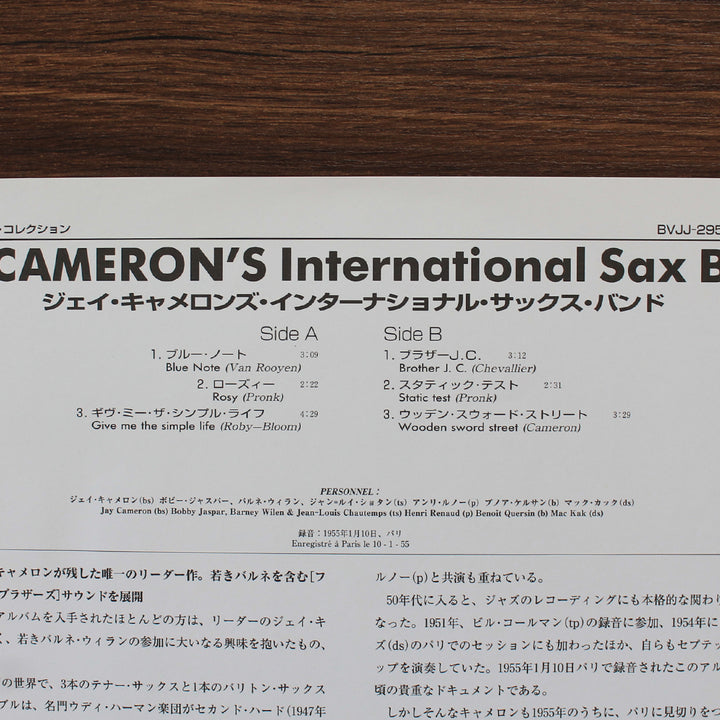 ・コレクション
BVJJ-295
CAMERON'S International Sax B
ジェイ・キャメロンズ・インターナショナル・サックス・バンド
Side A
1. ブルー・ノート 3:09
Blue Note (Van Rooyen)
2. ローズィー 2:22
Rosy (Pronk)
3. ギヴ・ミー・ザ・シンプル・ライフ 4:29
Give me the simple life (Roby—Bloom)
Side B
1. ブラザーJ.C. 3:12
Brother J. C. (Chevallier)
2. スタティック・テスト 2:31
Static test (Pronk)
3. ウッデン・スウォード・ストリート 3:29
Wooden sword street (Cameron)
PERSONNEL:
ジェイ・キャメロン(bs) ボビー・ジャスパー、バルネ・ウィラン、ジャン=ルイ・ショタン(ts) アンリ・ルノー(p) ブノア・ケルサン(b) マック・カック(ds)
Jay Cameron (bs) Bobby Jaspar, Barney Wilen & Jean-Louis Chautemps (ts) Henri Renaud (p) Benoit Quersin (b) Mac Kak (ds)
録音：1955年1月10日、パリ
Enregistré à Paris le 10 - 1 - 55
キャメロンが残した唯一のリーダー作。若きバルネを含む[フ
ブラザーズ]サウンドを展開
アルバムを入手されたほとんどの方は、リーダーのジェイ・キ
く、若きバルネ・ウィランの参加に大いなる興味を抱いたもの、
の世界で、3本のテナー・サックスと1本のバリトン・サックス
ブルは、名門ウディ・ハーマン楽団がセカンド・ハード(1947年
ルノー(p)と共演も重ねている。
50年代に入ると、ジャズのレコーディングにも本格的な関わり
なった。1951年、ビル・コールマン(tp)の録音に参加、1954年に
ズ(ds)のパリでのセッションにも加わったほか、自らもセプテッ
ップを演奏していた。1955年1月10日パリで録音されたこのアル
頃の貴重なドキュメントである。
しかしそんなキャメロンも1955年のうちに、パリに見切りをつ